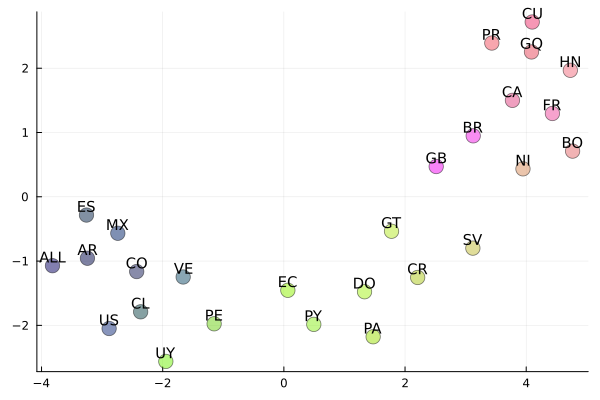 CU
PR
GQ
2
HN
CA
FR
1
BR
BO
GB
NI
0
ES
GT
MX
SV
AR
-1
ALL
CO
VE
CR
EC
DO
CL
US
PE
PY
-2
PA
UY
-4
-2
0
2
4